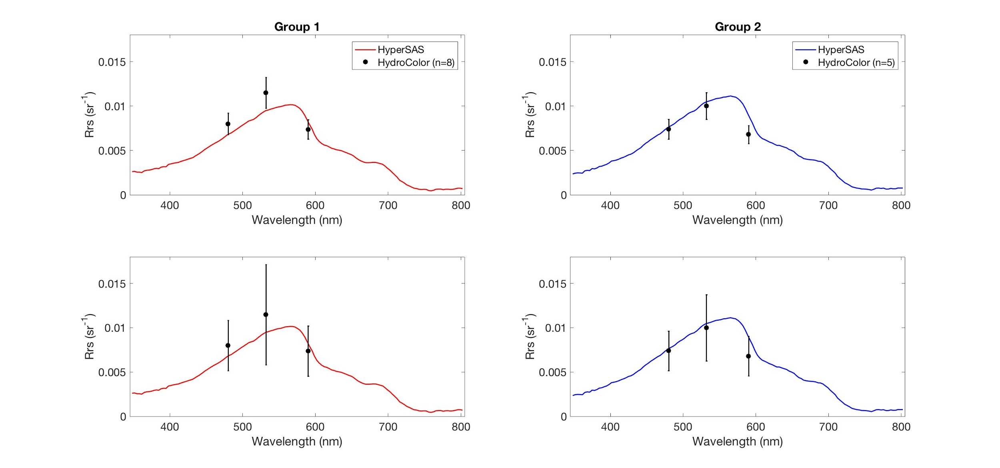 Group 1
HyperSAS
HydroColor (n=8)
0.015
0.01
0.005
0
Rrs (sr⁻¹)
400 500 600 700 800
Wavelength (nm)
Group 2
HyperSAS
HydroColor (n=5)
0.015
0.01
0.005
0
Rrs (sr⁻¹)
400 500 600 700 800
Wavelength (nm)
0.015
0.01
0.005
0
Rrs (sr⁻¹)
400 500 600 700 800
Wavelength (nm)
0.015
0.01
0.005
0
Rrs (sr⁻¹)
400 500 600 700 800
Wavelength (nm)